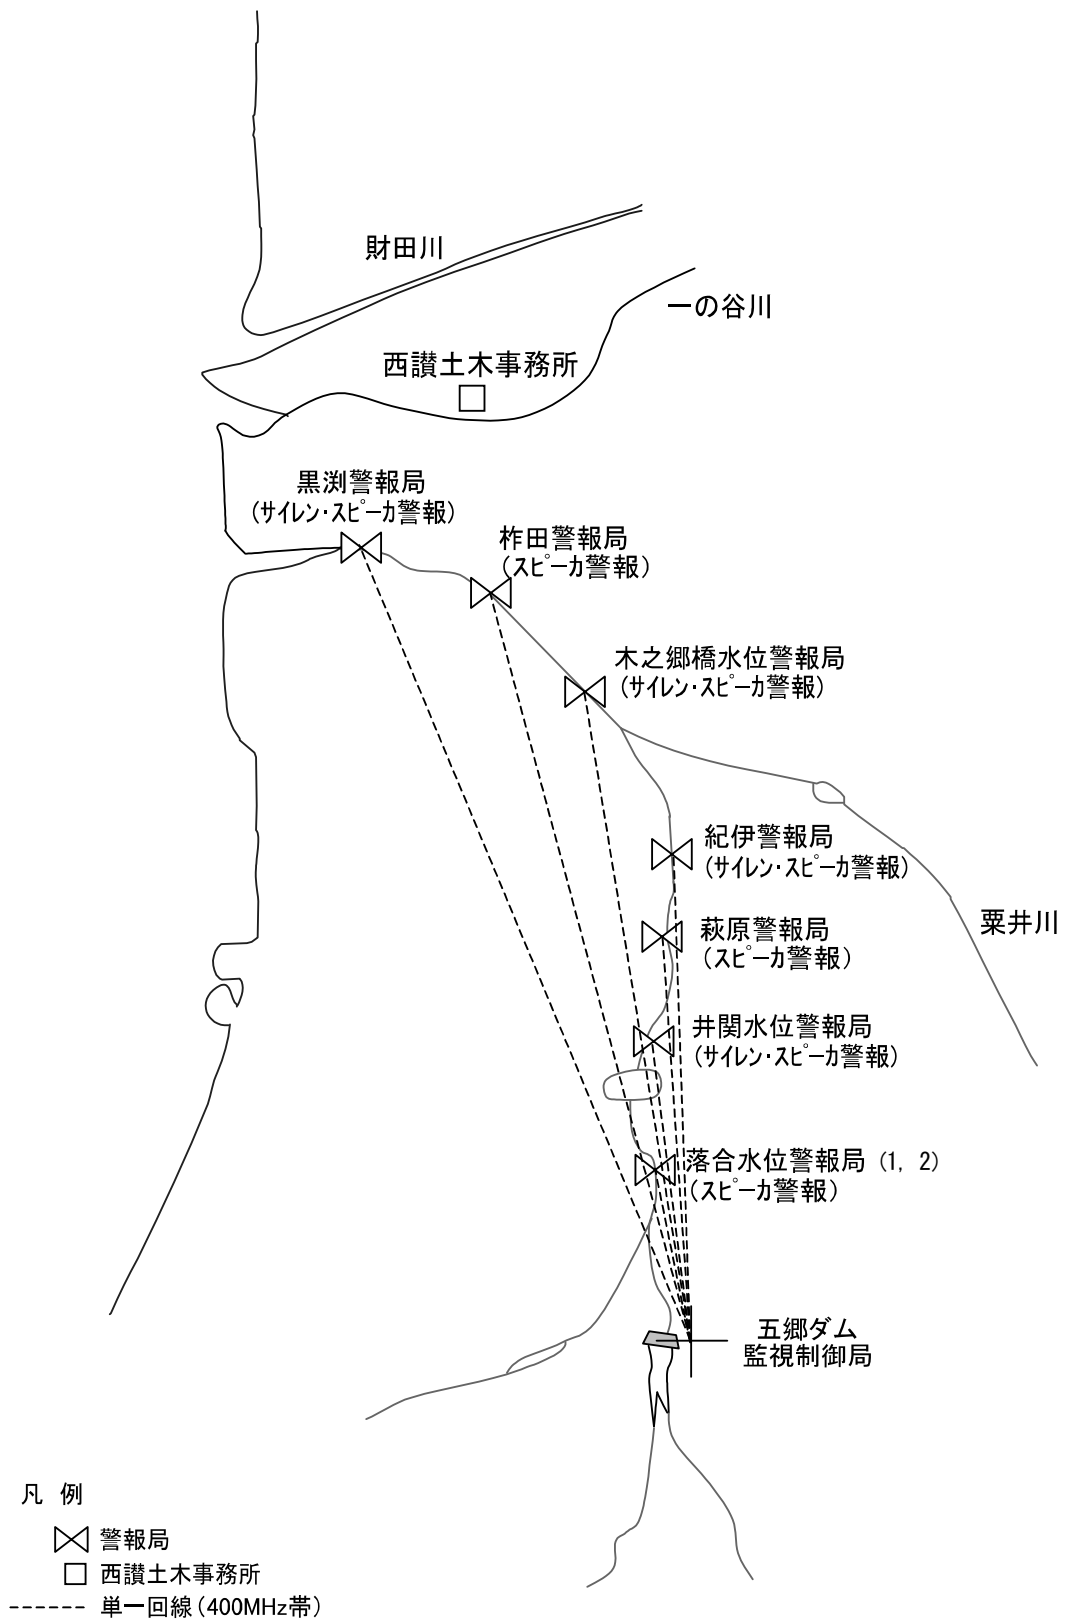 財田川
一の谷川
西讃土木事務所
黒渕警報局
(ｻｲﾚﾝ･ｽﾋﾟｰｶ警報)
柞田警報局
(ｽﾋﾟｰｶ警報)
木之郷橋水位警報局
(ｻｲﾚﾝ･ｽﾋﾟｰｶ警報)
紀伊警報局
(ｻｲﾚﾝ･ｽﾋﾟｰｶ警報)
粟井川
萩原警報局
(ｽﾋﾟｰｶ警報)
井関水位警報局
(ｻｲﾚﾝ･ｽﾋﾟｰｶ警報)
落合水位警報局 (1, 2)
(ｽﾋﾟｰｶ警報)
五郷ダム
監視制御局
凡 例
警報局
西讃土木事務所
単一回線(400MHz帯)